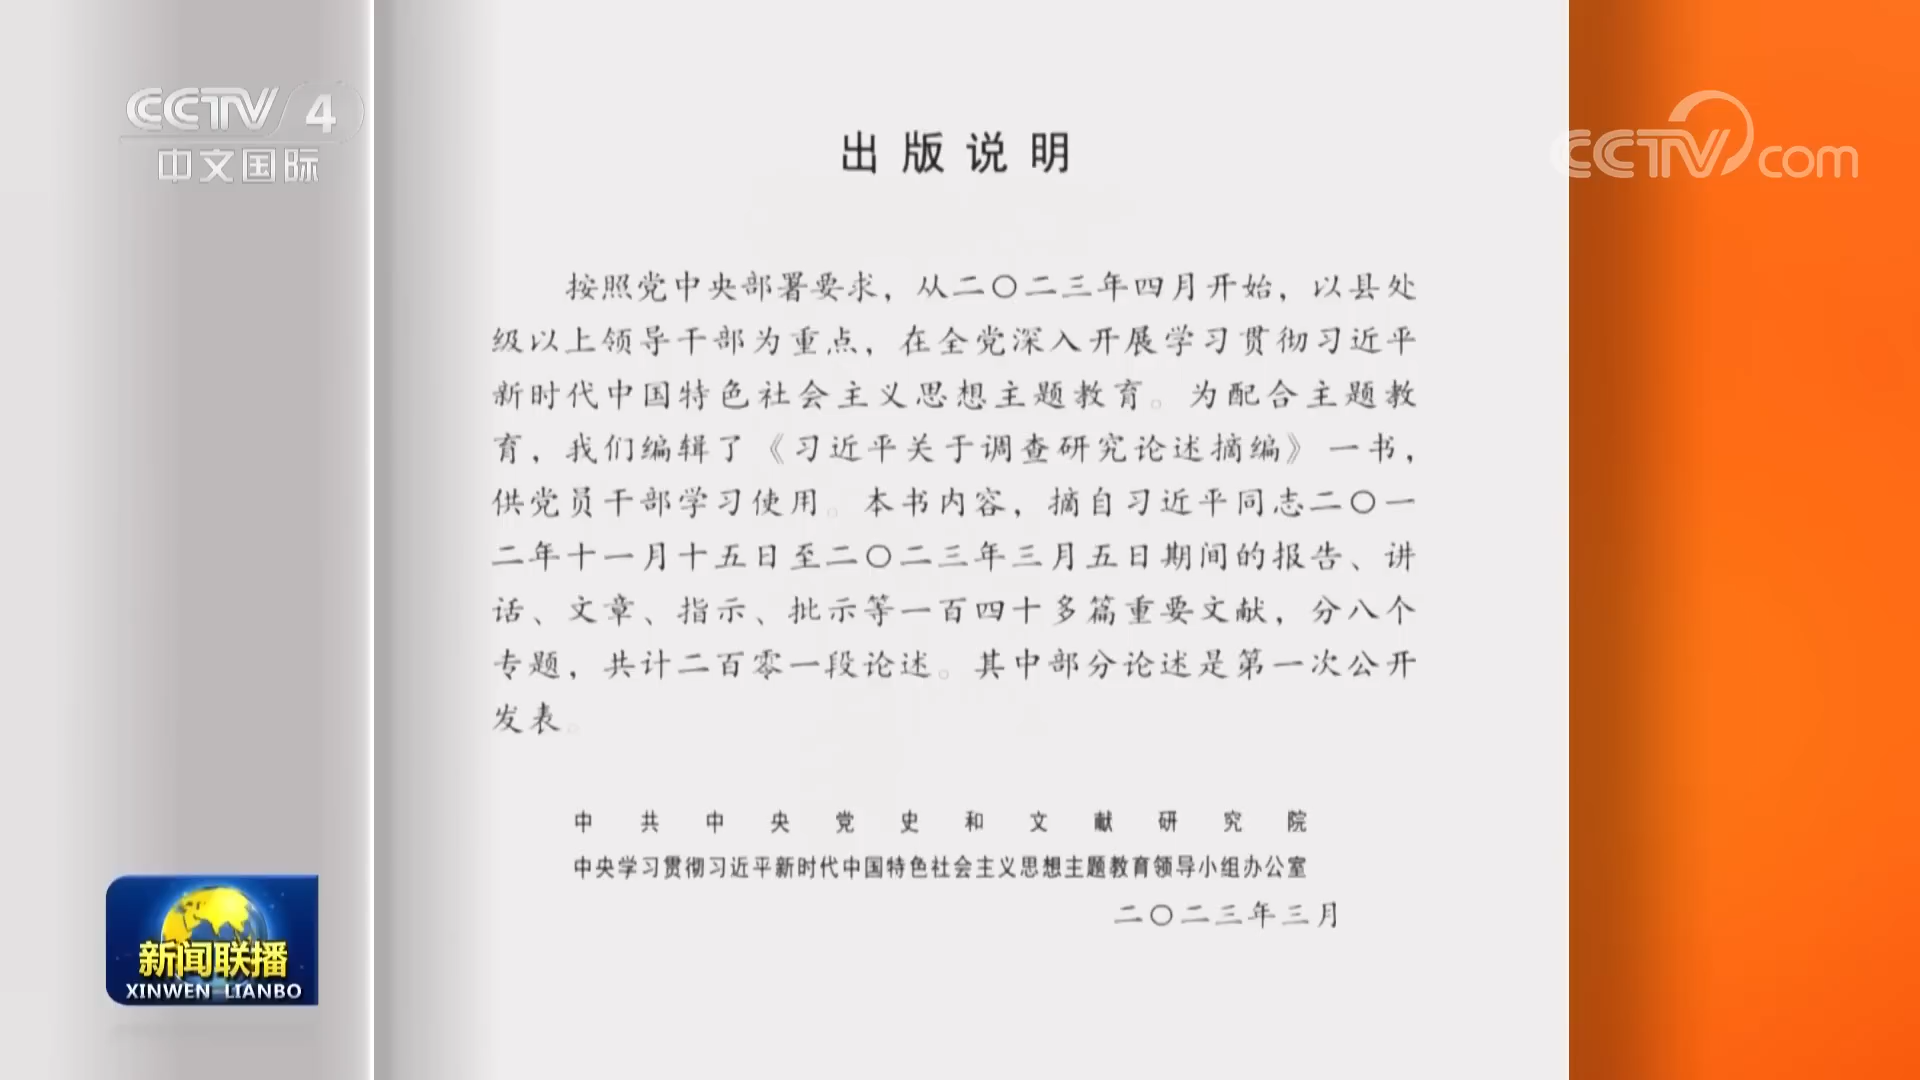 CCTV 4
中文国际
CCTV com
出版说明
按照党中央部署要求，从二〇二三年四月开始，以县处
级以上领导干部为重点，在全党深入开展学习贯彻习近平
新时代中国特色社会主义思想主题教育。为配合主题教
育，我们编辑了《习近平关于调查研究论述摘编》一书，
供党员干部学习使用。本书内容，摘自习近平同志二〇一
二年十一月十五日至二〇二三年三月五日期间的报告、讲
话、文章、指示、批示等一百四十多篇重要文献，分八个
专题，共计二百零一段论述。其中部分论述是第一次公开
发表。
中共中央党史和文献研究院
中央学习贯彻习近平新时代中国特色社会主义思想主题教育领导小组办公室
二〇二三年三月
新闻联播
XINWEN LIANBO